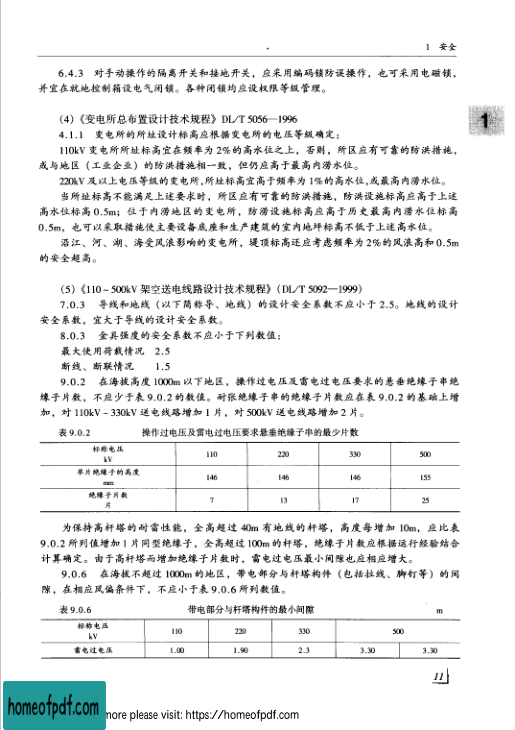 1 安全
6.4.3 对手动操作的隔离开关和接地开关，应采用编码锁防误操作，也可采用电磁锁，
并宜在就地控制箱设电气闭锁。各种闭锁均应设权限等级管理。
1
(4)《变电所总布置设计技术规程》DL/T 5056—1996
4.1.1 变电所的所址设计标高应根据变电所的电压等级确定：
110kV 变电所所址标高宜在频率为 2%的高水位之上，否则，所区应有可靠的防洪措施，
或与地区（工业企业）的防洪措施相一致，但仍应高于最高内涝水位。
220kV 及以上电压等级的变电所，所址标高宜高于频率为 1%的高水位，或最高内涝水位。
当所址标高不能满足上述要求时，所区应有可靠的防洪措施，防洪设施标高应高于上述
高水位标高 0.5m；位于内涝地区的变电所，防涝设施标高应高于历史最高内涝水位标高
0.5m，也可以采取措施使主要设备底座和生产建筑的室内地坪标高不低于上述高水位。
沿江、河、湖、海受风浪影响的变电所，堤顶标高还应考虑频率为 2%的风浪高和 0.5m
的安全超高。
(5)《110～500kV 架空送电线路设计技术规程》(DL/T 5092—1999)
7.0.3 导线和地线（以下简称导、地线）的设计安全系数不应小于 2.5。地线的设计
安全系数，宜大于导线的设计安全系数。
8.0.3 金具强度的安全系数不应小于下列数值：
最大使用荷载情况 2.5
断线、断联情况 1.5
9.0.2 在海拔高度 1000m 以下地区，操作过电压及雷电过电压要求的悬垂绝缘子串绝
缘子片数，不应少于表 9.0.2 的数值。耐张绝缘子串的绝缘子片数应在表 9.0.2 的基础上增
加，对 110kV～330kV 送电线路增加 1 片，对 500kV 送电线路增加 2 片。
表 9.0.2 操作过电压及雷电过电压要求悬垂绝缘子串的最少片数
标称电压
kV 110 220 330 500
单片绝缘子的高度
mm 146 146 146 155
绝缘子片数
片 7 13 17 25
为保持高杆塔的耐雷性能，全高超过 40m 有地线的杆塔，高度每增加 10m，应比表
9.0.2 所列值增加 1 片同型绝缘子，全高超过 100m 的杆塔，绝缘子片数应根据运行经验结合
计算确定。由于高杆塔而增加绝缘子片数时，雷电过电压最小间隙也应相应增大。
9.0.6 在海拔不超过 1000m 的地区，带电部分与杆塔构件（包括拉线、脚钉等）的间
隙，在相应风偏条件下，不应小于表 9.0.6 所列数值。
表 9.0.6 带电部分与杆塔构件的最小间隙 m
标称电压
kV 110 220 330 500
雷电过电压 1.00 1.90 2.3 3.30 3.30
11
homeofpdf.com
more please visit: https://homeofpdf.com